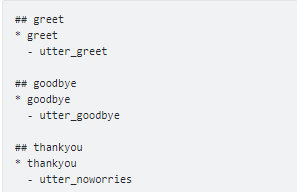 ## greet
* greet
  - utter_greet

## goodbye
* goodbye
  - utter_goodbye

## thankyou
* thankyou
  - utter_noworries